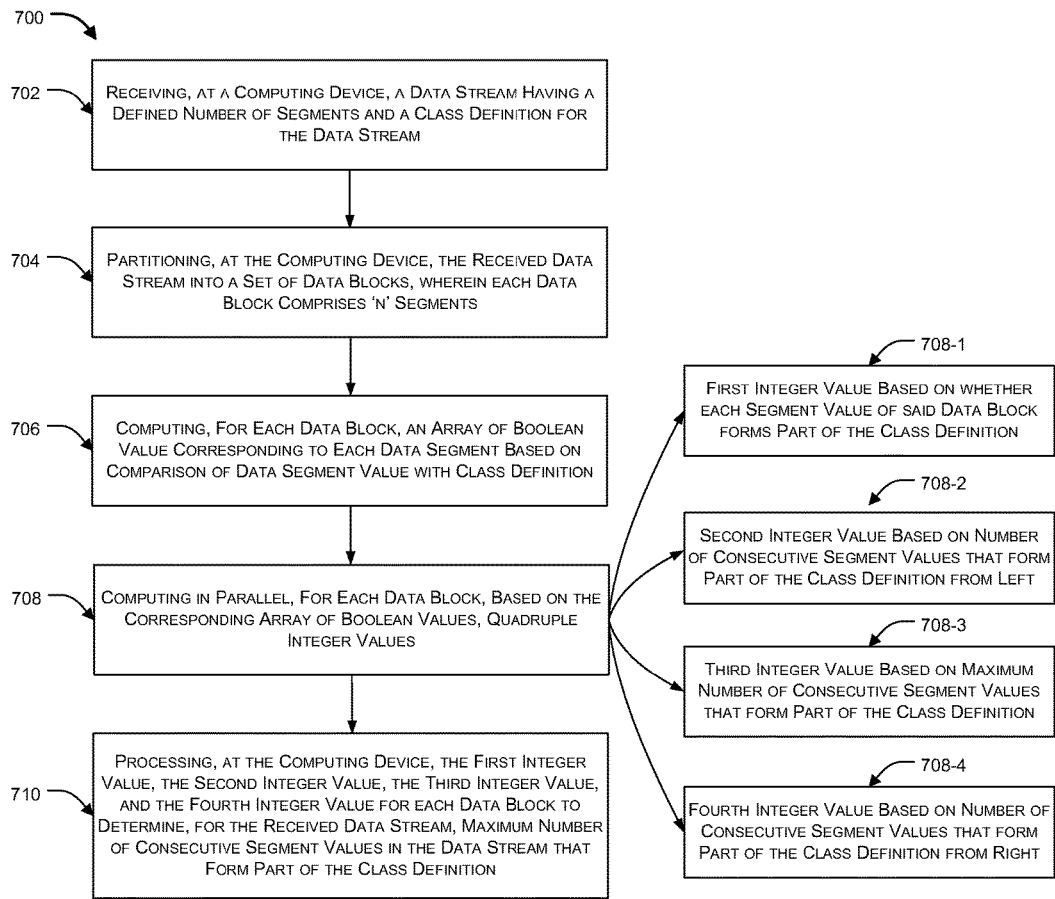 700
702
RECEIVING, AT A COMPUTING DEVICE, A DATA STREAM HAVING A
DEFINED NUMBER OF SEGMENTS AND A CLASS DEFINITION FOR
THE DATA STREAM
704
PARTITIONING, AT THE COMPUTING DEVICE, THE RECEIVED DATA
STREAM INTO A SET OF DATA BLOCKS, WHEREIN EACH DATA
BLOCK COMPRISES 'N' SEGMENTS
706
COMPUTING, FOR EACH DATA BLOCK, AN ARRAY OF BOOLEAN
VALUE CORRESPONDING TO EACH DATA SEGMENT BASED ON
COMPARISON OF DATA SEGMENT VALUE WITH CLASS DEFINITION
708
COMPUTING IN PARALLEL, FOR EACH DATA BLOCK, BASED ON THE
CORRESPONDING ARRAY OF BOOLEAN VALUES, QUADRUPLE
INTEGER VALUES
708-1
FIRST INTEGER VALUE BASED ON WHETHER
EACH SEGMENT VALUE OF SAID DATA BLOCK
FORMS PART OF THE CLASS DEFINITION
708-2
SECOND INTEGER VALUE BASED ON NUMBER
OF CONSECUTIVE SEGMENT VALUES THAT FORM
PART OF THE CLASS DEFINITION FROM LEFT
708-3
THIRD INTEGER VALUE BASED ON MAXIMUM
NUMBER OF CONSECUTIVE SEGMENT VALUES
THAT FORM PART OF THE CLASS DEFINITION
708-4
FOURTH INTEGER VALUE BASED ON NUMBER OF
CONSECUTIVE SEGMENT VALUES THAT FORM
PART OF THE CLASS DEFINITION FROM RIGHT
710
PROCESSING, AT THE COMPUTING DEVICE, THE FIRST INTEGER
VALUE, THE SECOND INTEGER VALUE, THE THIRD INTEGER VALUE,
AND THE FOURTH INTEGER VALUE FOR EACH DATA BLOCK TO
DETERMINE, FOR THE RECEIVED DATA STREAM, MAXIMUM NUMBER
OF CONSECUTIVE SEGMENT VALUES IN THE DATA STREAM THAT
FORM PART OF THE CLASS DEFINITION